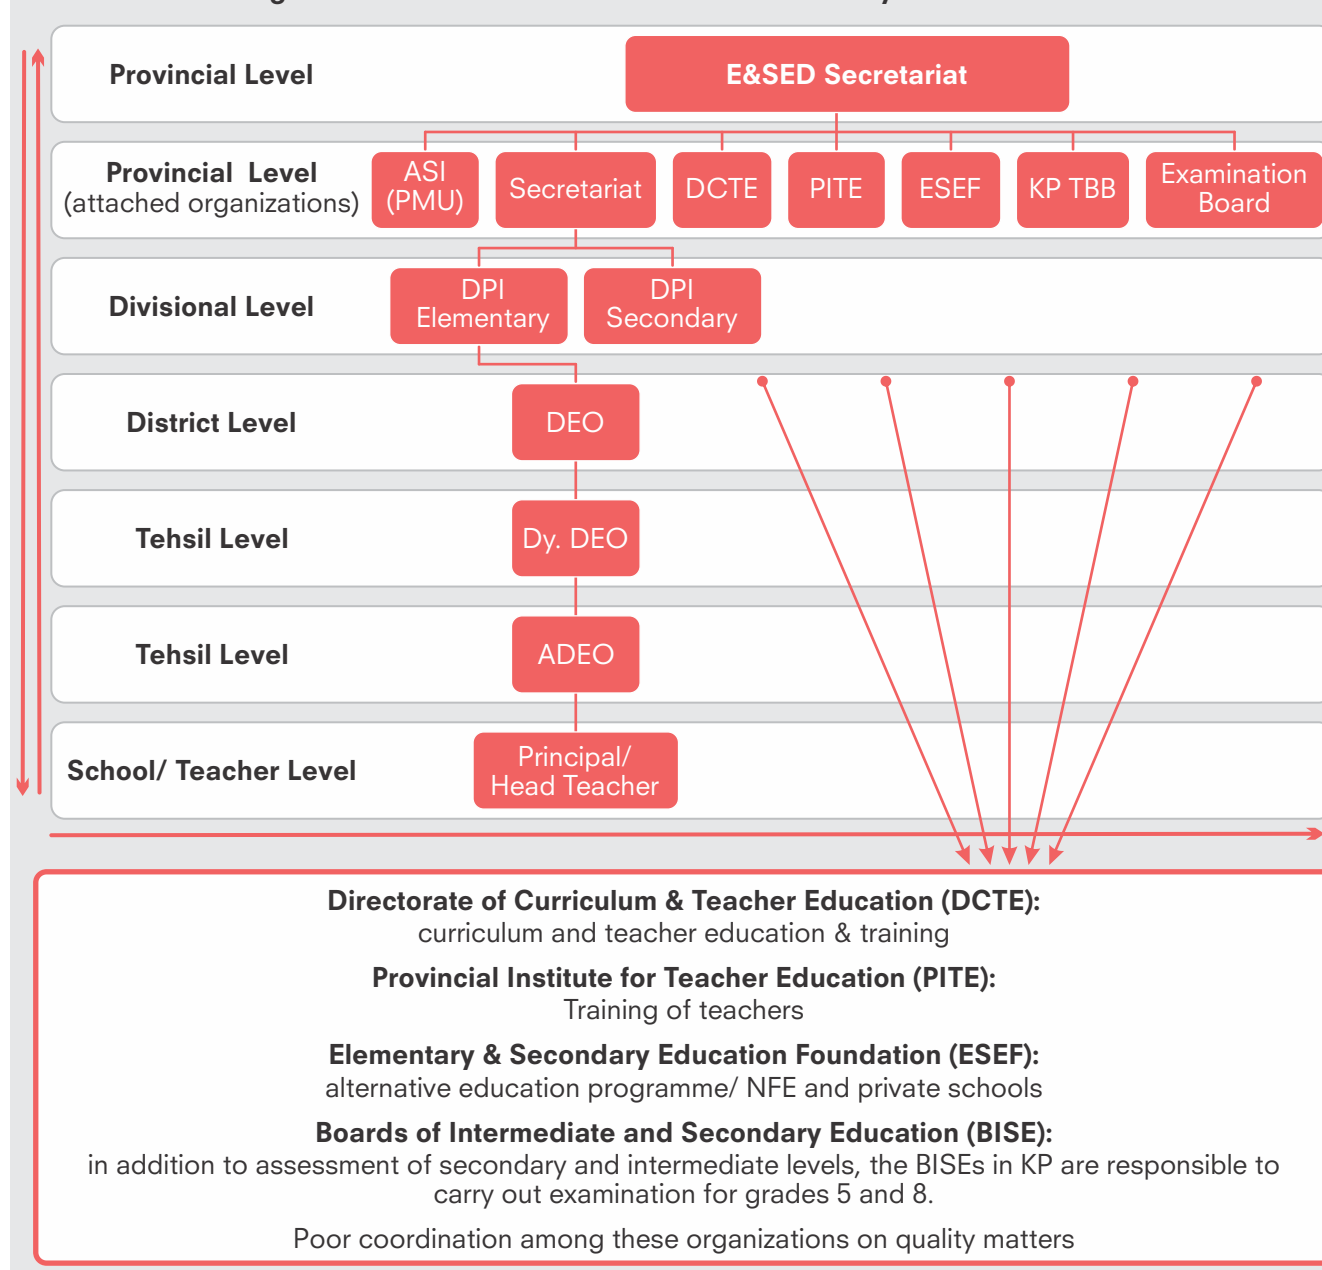 Provincial Level
E&SED Secretariat
Provincial Level
(attached organizations)
ASI
(PMU)
Secretariat
DCTE
PITE
ESEF
KP TBB
Examination
Board
Divisional Level
DPI
Elementary
DPI
Secondary
District Level
DEO
Tehsil Level
Dy. DEO
Tehsil Level
ADEO
School/ Teacher Level
Principal/
Head Teacher
Directorate of Curriculum & Teacher Education (DCTE):
curriculum and teacher education & training
Provincial Institute for Teacher Education (PITE):
Training of teachers
Elementary & Secondary Education Foundation (ESEF):
alternative education programme/ NFE and private schools
Boards of Intermediate and Secondary Education (BISE):
in addition to assessment of secondary and intermediate levels, the BISEs in KP are responsible to
carry out examination for grades 5 and 8.
Poor coordination among these organizations on quality matters